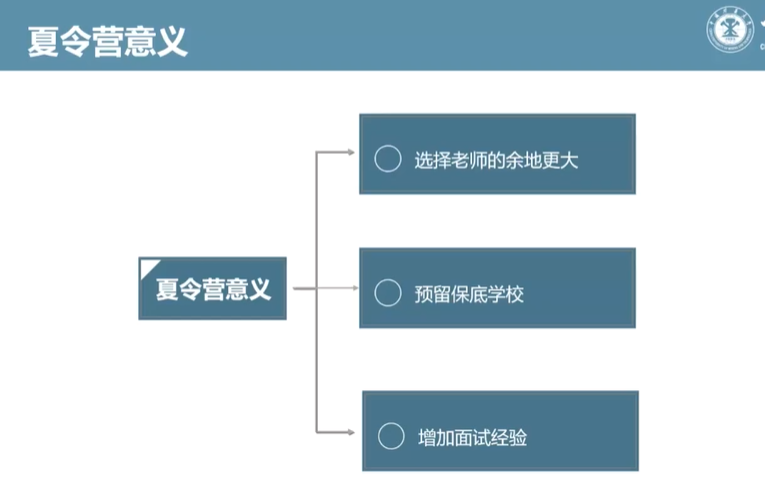 夏令营意义
选择老师的余地更大
夏令营意义
预留保底学校
增加面试经验